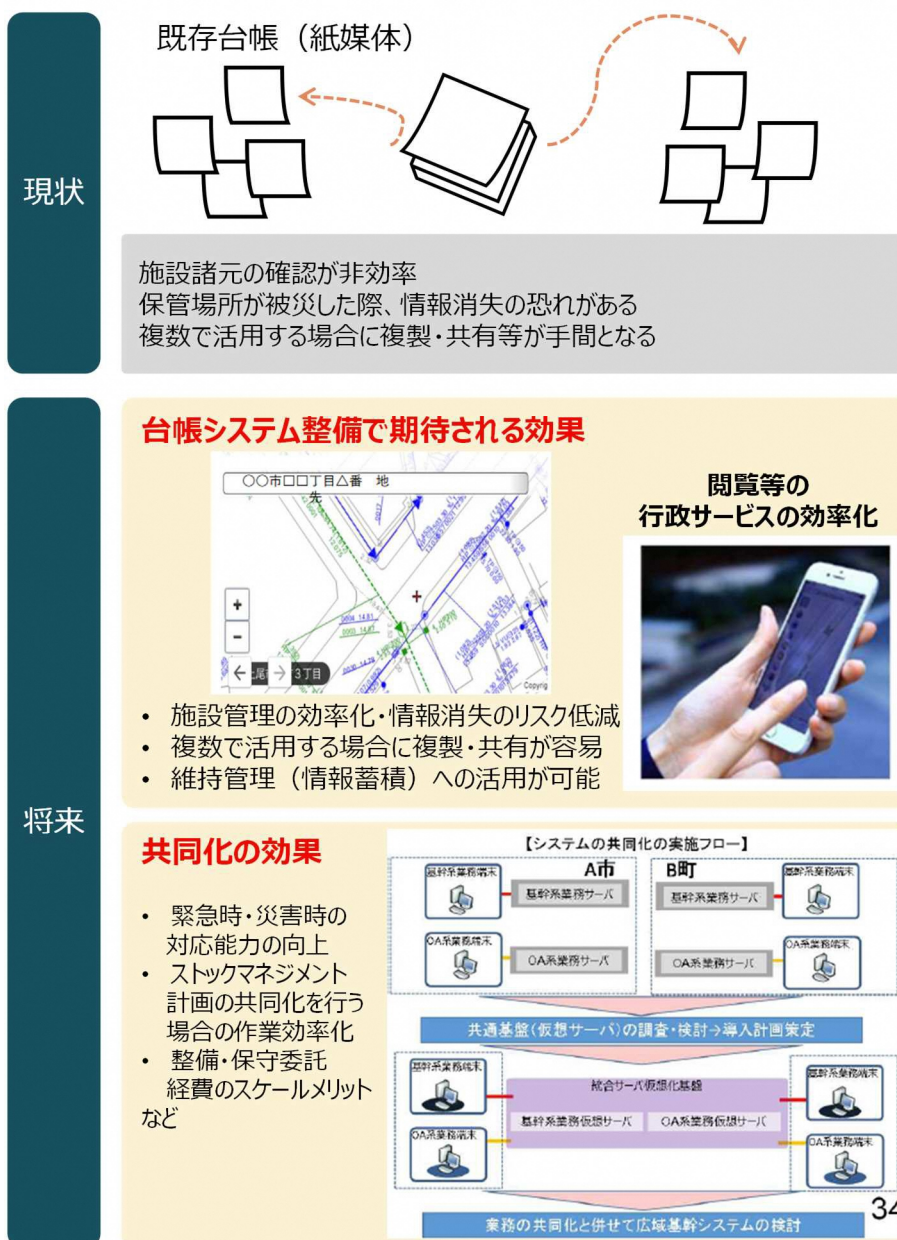 現状
既存台帳（紙媒体）
施設諸元の確認が非効率
保管場所が被災した際、情報消失の恐れがある
複数で活用する場合に複製・共有等が手間となる
将来
台帳システム整備で期待される効果
○○市□□丁目△番　地
先
+
-
3丁目
Copyrig
閲覧等の
行政サービスの効率化
• 施設管理の効率化・情報消失のリスク低減
• 複数で活用する場合に複製・共有が容易
• 維持管理（情報蓄積）への活用が可能
共同化の効果
• 緊急時・災害時の
対応能力の向上
• ストックマネジメント
計画の共同化を行う
場合の作業効率化
• 整備・保守委託
経費のスケールメリット
など
【システムの共同化の実施フロー】
A市
B町
基幹系業務端末
基幹系業務サーバ
基幹系業務サーバ
基幹系業務端末
OA系業務端末
OA系業務サーバ
OA系業務サーバ
OA系業務端末
共通基盤(仮想サーバ)の調査・検討→導入計画策定
基幹系業務端末
統合サーバ仮想化基盤
基幹系業務端末
基幹系業務仮想サーバ
OA系業務仮想サーバ
OA系業務端末
OA系業務端末
業務の共同化と併せて広域基幹システムの検討
34